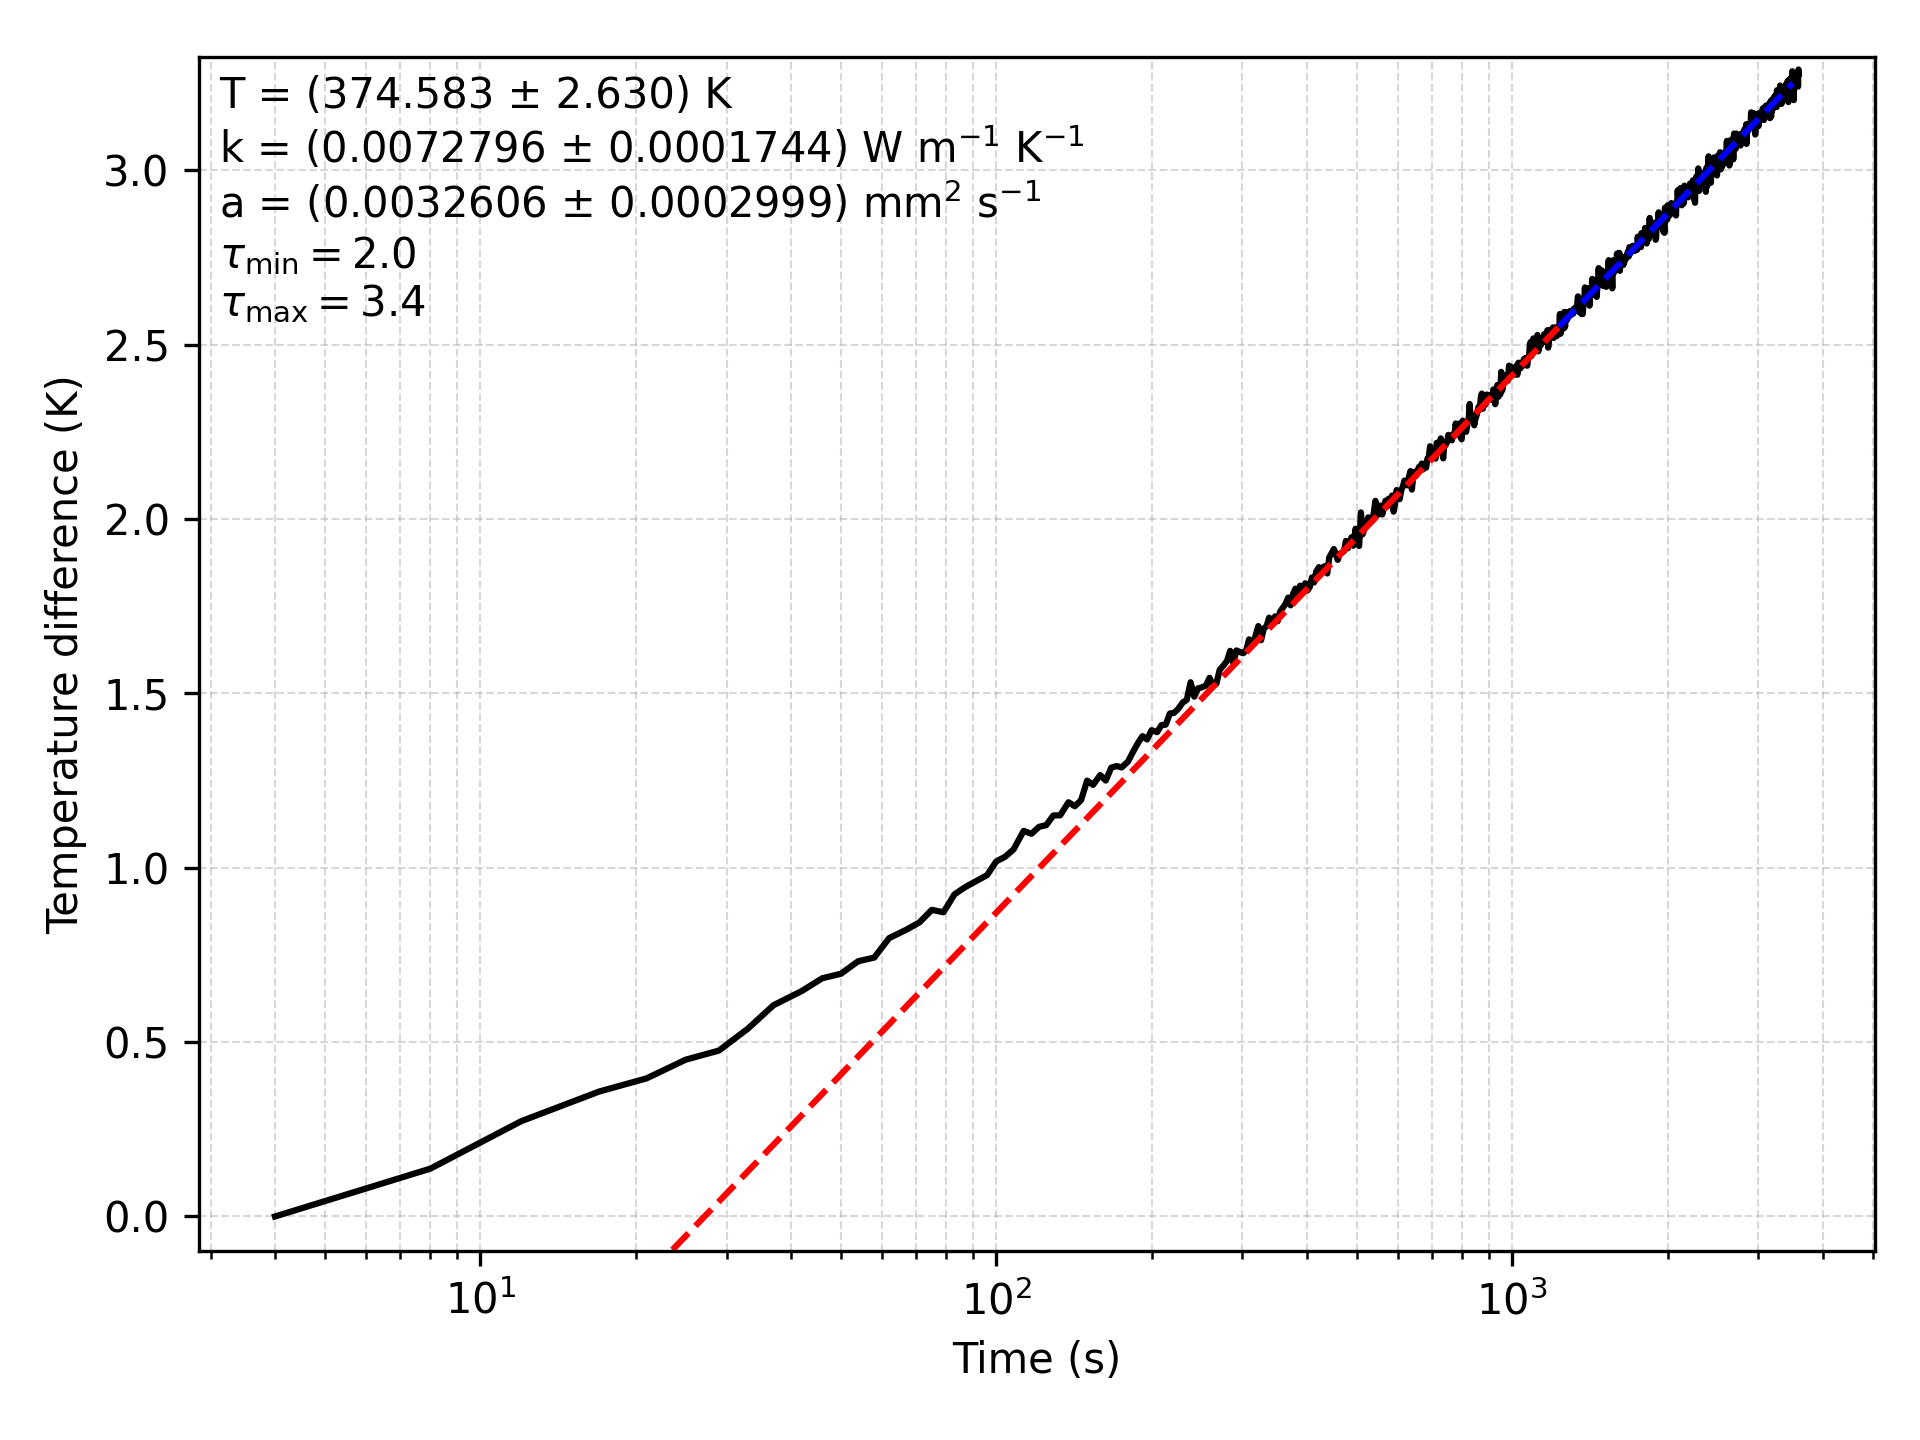 T = (374.583 ± 2.630) K
k = (0.0072796 ± 0.0001744) W m⁻¹ K⁻¹
a = (0.0032606 ± 0.0002999) mm² s⁻¹
τmin = 2.0
τmax = 3.4
3.0
2.5
2.0
1.5
1.0
0.5
0.0
Temperature difference (K)
10¹ 10² 10³
Time (s)